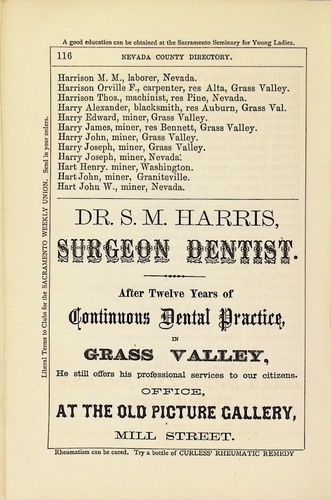 A good education can be obtained at the Sacramento Seminary for Young Ladies.
116 NEVADA COUNTY DIRECTORY.
Harrison M. M., laborer, Nevada.
Harrison Orville F., carpenter, res Alta, Grass Valley.
Harrison Thos., machinist, res Pine, Nevada.
Harry Alexander, blacksmith, res Auburn, Grass Val.
Harry Edward, miner, Grass Valley.
Harry James, miner, res Bennett, Grass Valley.
Harry John, miner, Grass Valley.
Harry Joseph, miner, Grass Valley.
Harry Joseph, miner, Nevada.
Hart Henry. miner, Washington.
Hart John, miner, Graniteville.
Hart John W., miner, Nevada.
DR. S. M. HARRIS,
SURGEON DENTIST.
After Twelve Years of
Continuous Dental Practice,
IN
GRASS VALLEY,
He still offers his professional services to our citizens.
OFFICE,
AT THE OLD PICTURE GALLERY,
MILL STREET.
Rheumatism can be cured. Try a bottle of CURLESS' RHEUMATIC REMEDY
Liberal Terms to Clubs for the SACRAMENTO WEEKLY UNION. Send in your orders.